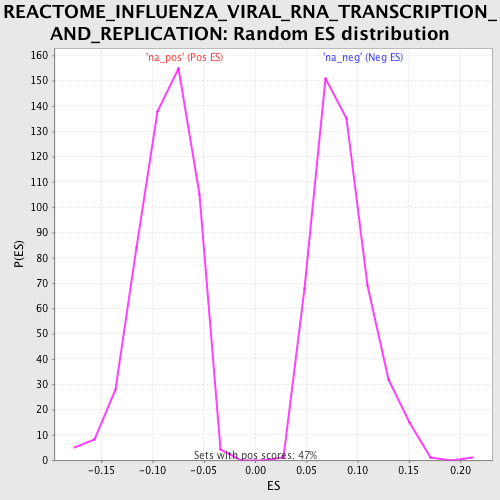 REACTOME_INFLUENZA_VIRAL_RNA_TRANSCRIPTION_
AND_REPLICATION: Random ES distribution
'na_pos' (Pos ES) 'na_neg' (Neg ES)
160
150
140
130
120
110
100
90
80
70
60
50
40
30
20
10
0
P(ES)
Sets with pos scores: 47%
-0.15 -0.10 -0.05 0.00 0.05 0.10 0.15 0.20
ES